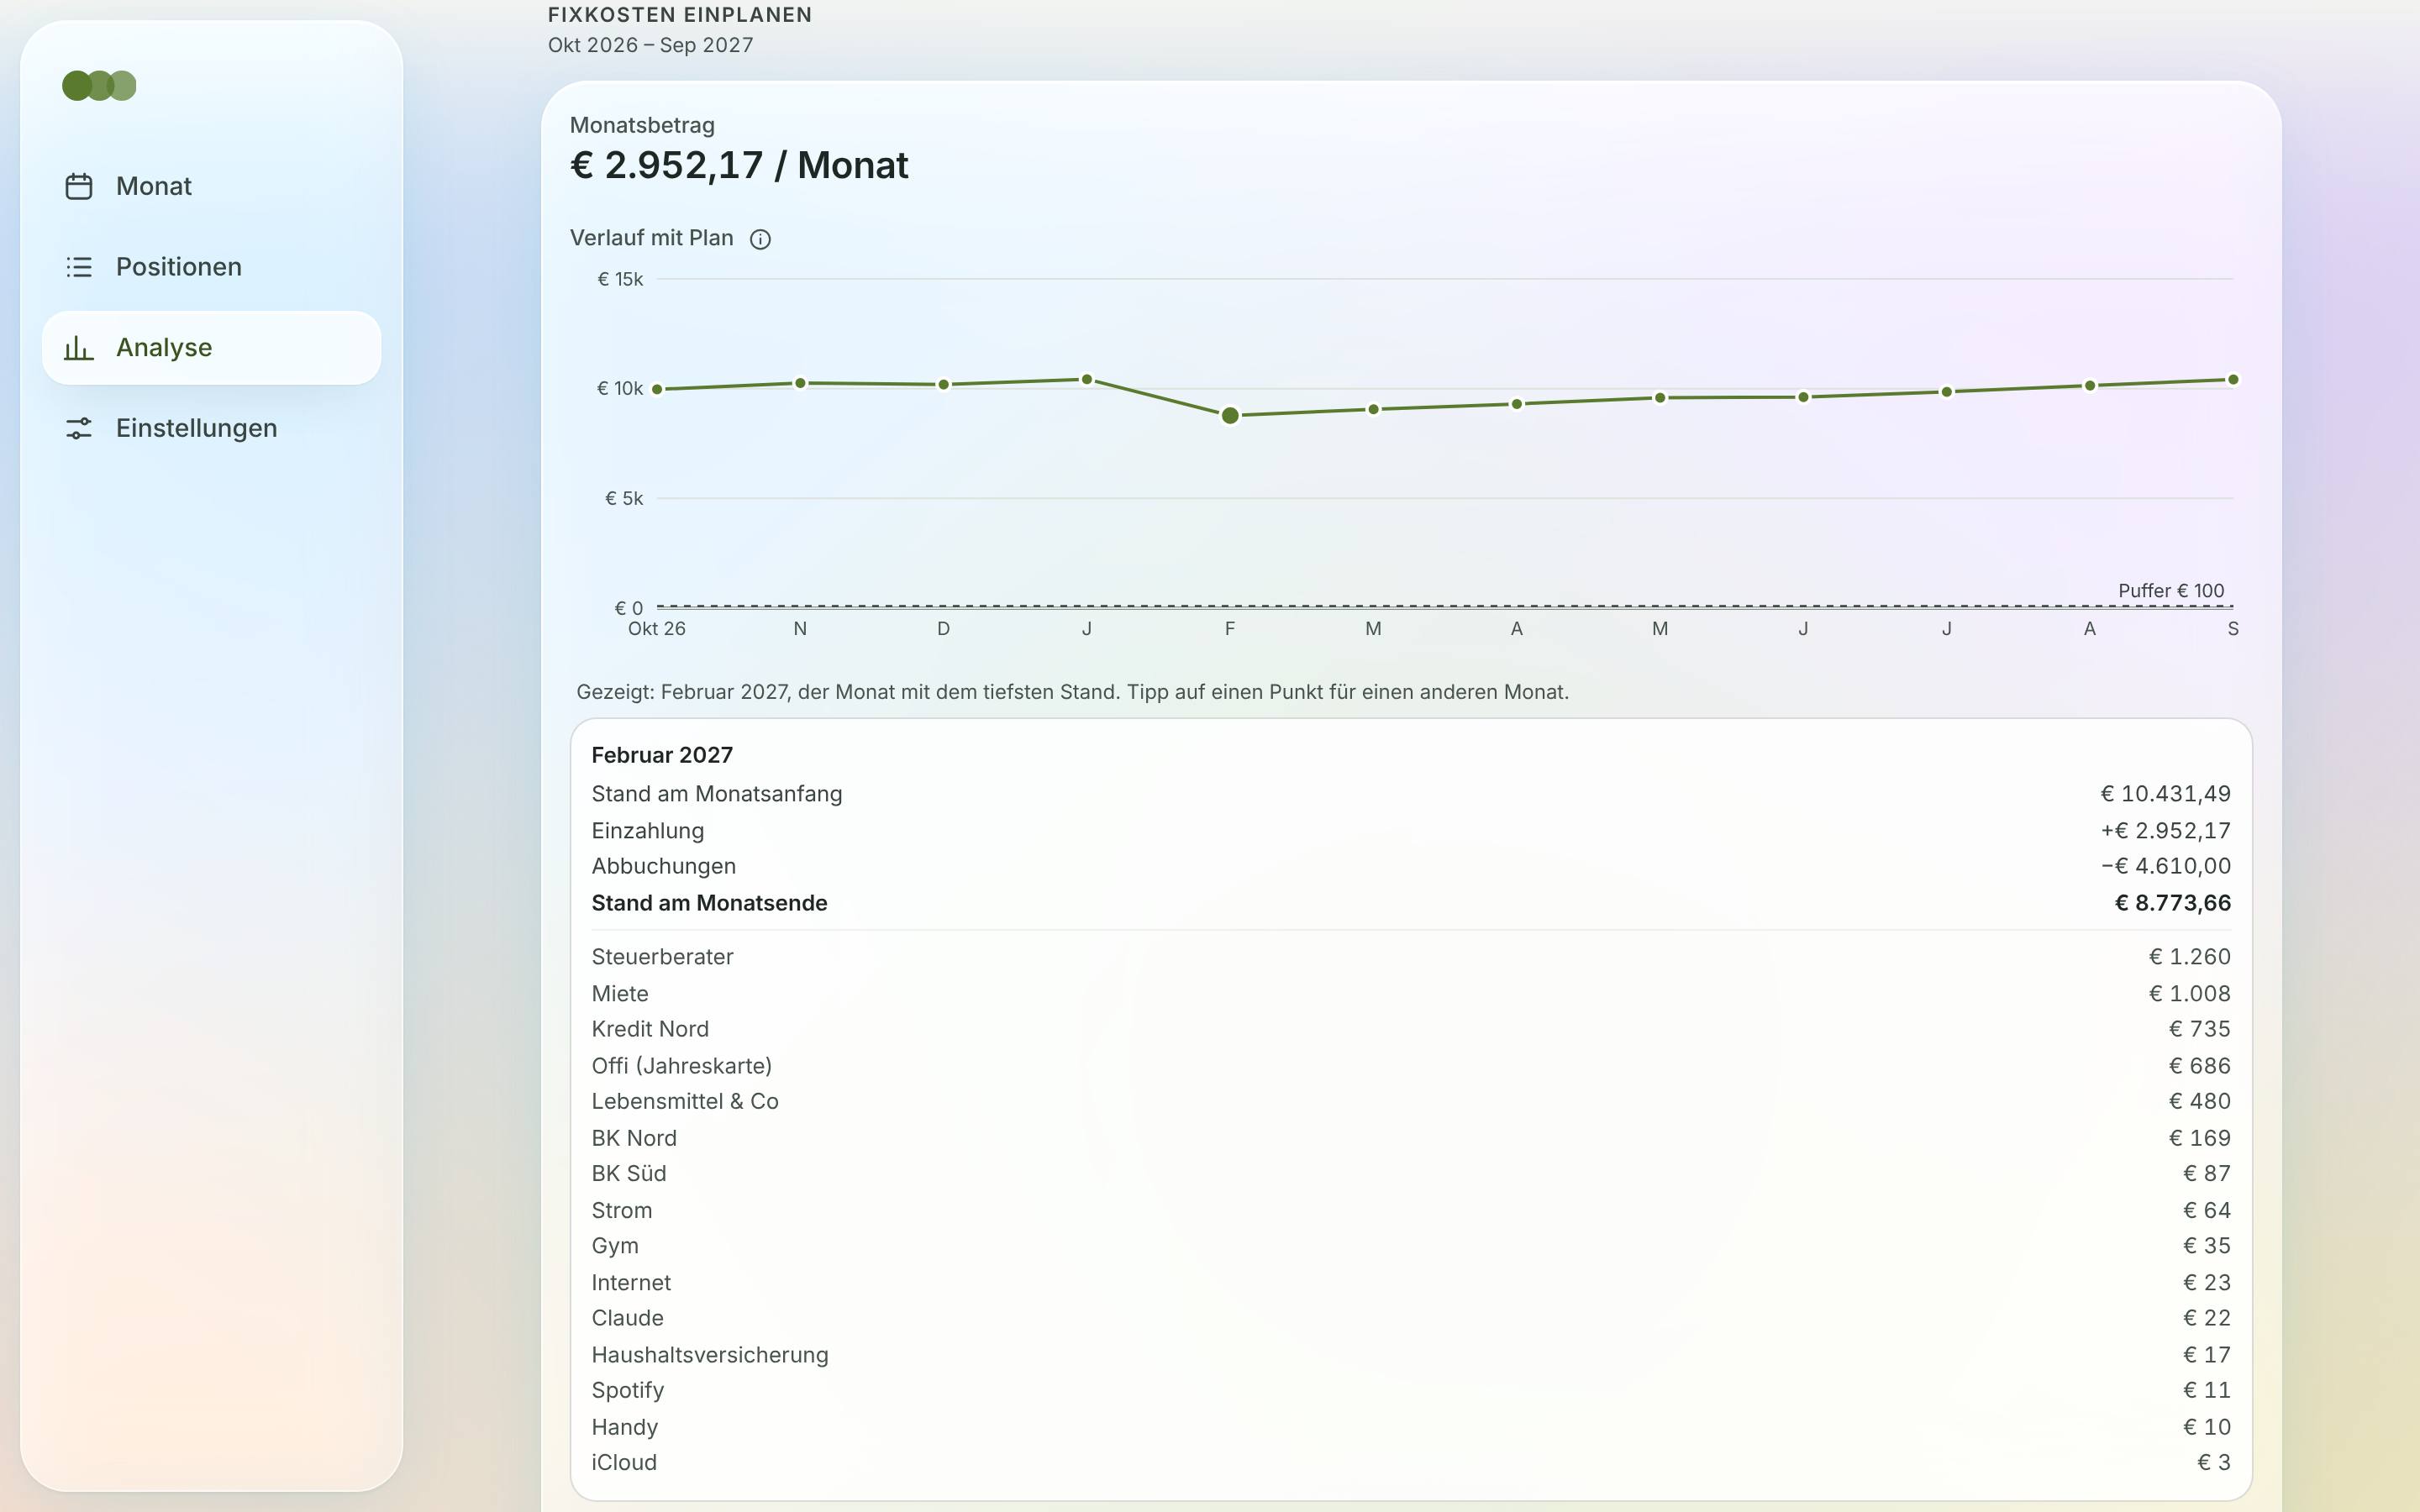 FIXKOSTEN EINPLANEN
Okt 2026 – Sep 2027
Monat
Positionen
Analyse
Einstellungen
Monatsbetrag
€ 2.952,17 / Monat
Verlauf mit Plan
€ 15k
€ 10k
€ 5k
€ 0
Puffer € 100
Okt 26 N D J F M A M J J A S
Gezeigt: Februar 2027, der Monat mit dem tiefsten Stand. Tipp auf einen Punkt für einen anderen Monat.
Februar 2027
Stand am Monatsanfang € 10.431,49
Einzahlung +€ 2.952,17
Abbuchungen −€ 4.610,00
Stand am Monatsende € 8.773,66
Steuerberater € 1.260
Miete € 1.008
Kredit Nord € 735
Offi (Jahreskarte) € 686
Lebensmittel & Co € 480
BK Nord € 169
BK Süd € 87
Strom € 64
Gym € 35
Internet € 23
Claude € 22
Haushaltsversicherung € 17
Spotify € 11
Handy € 10
iCloud € 3